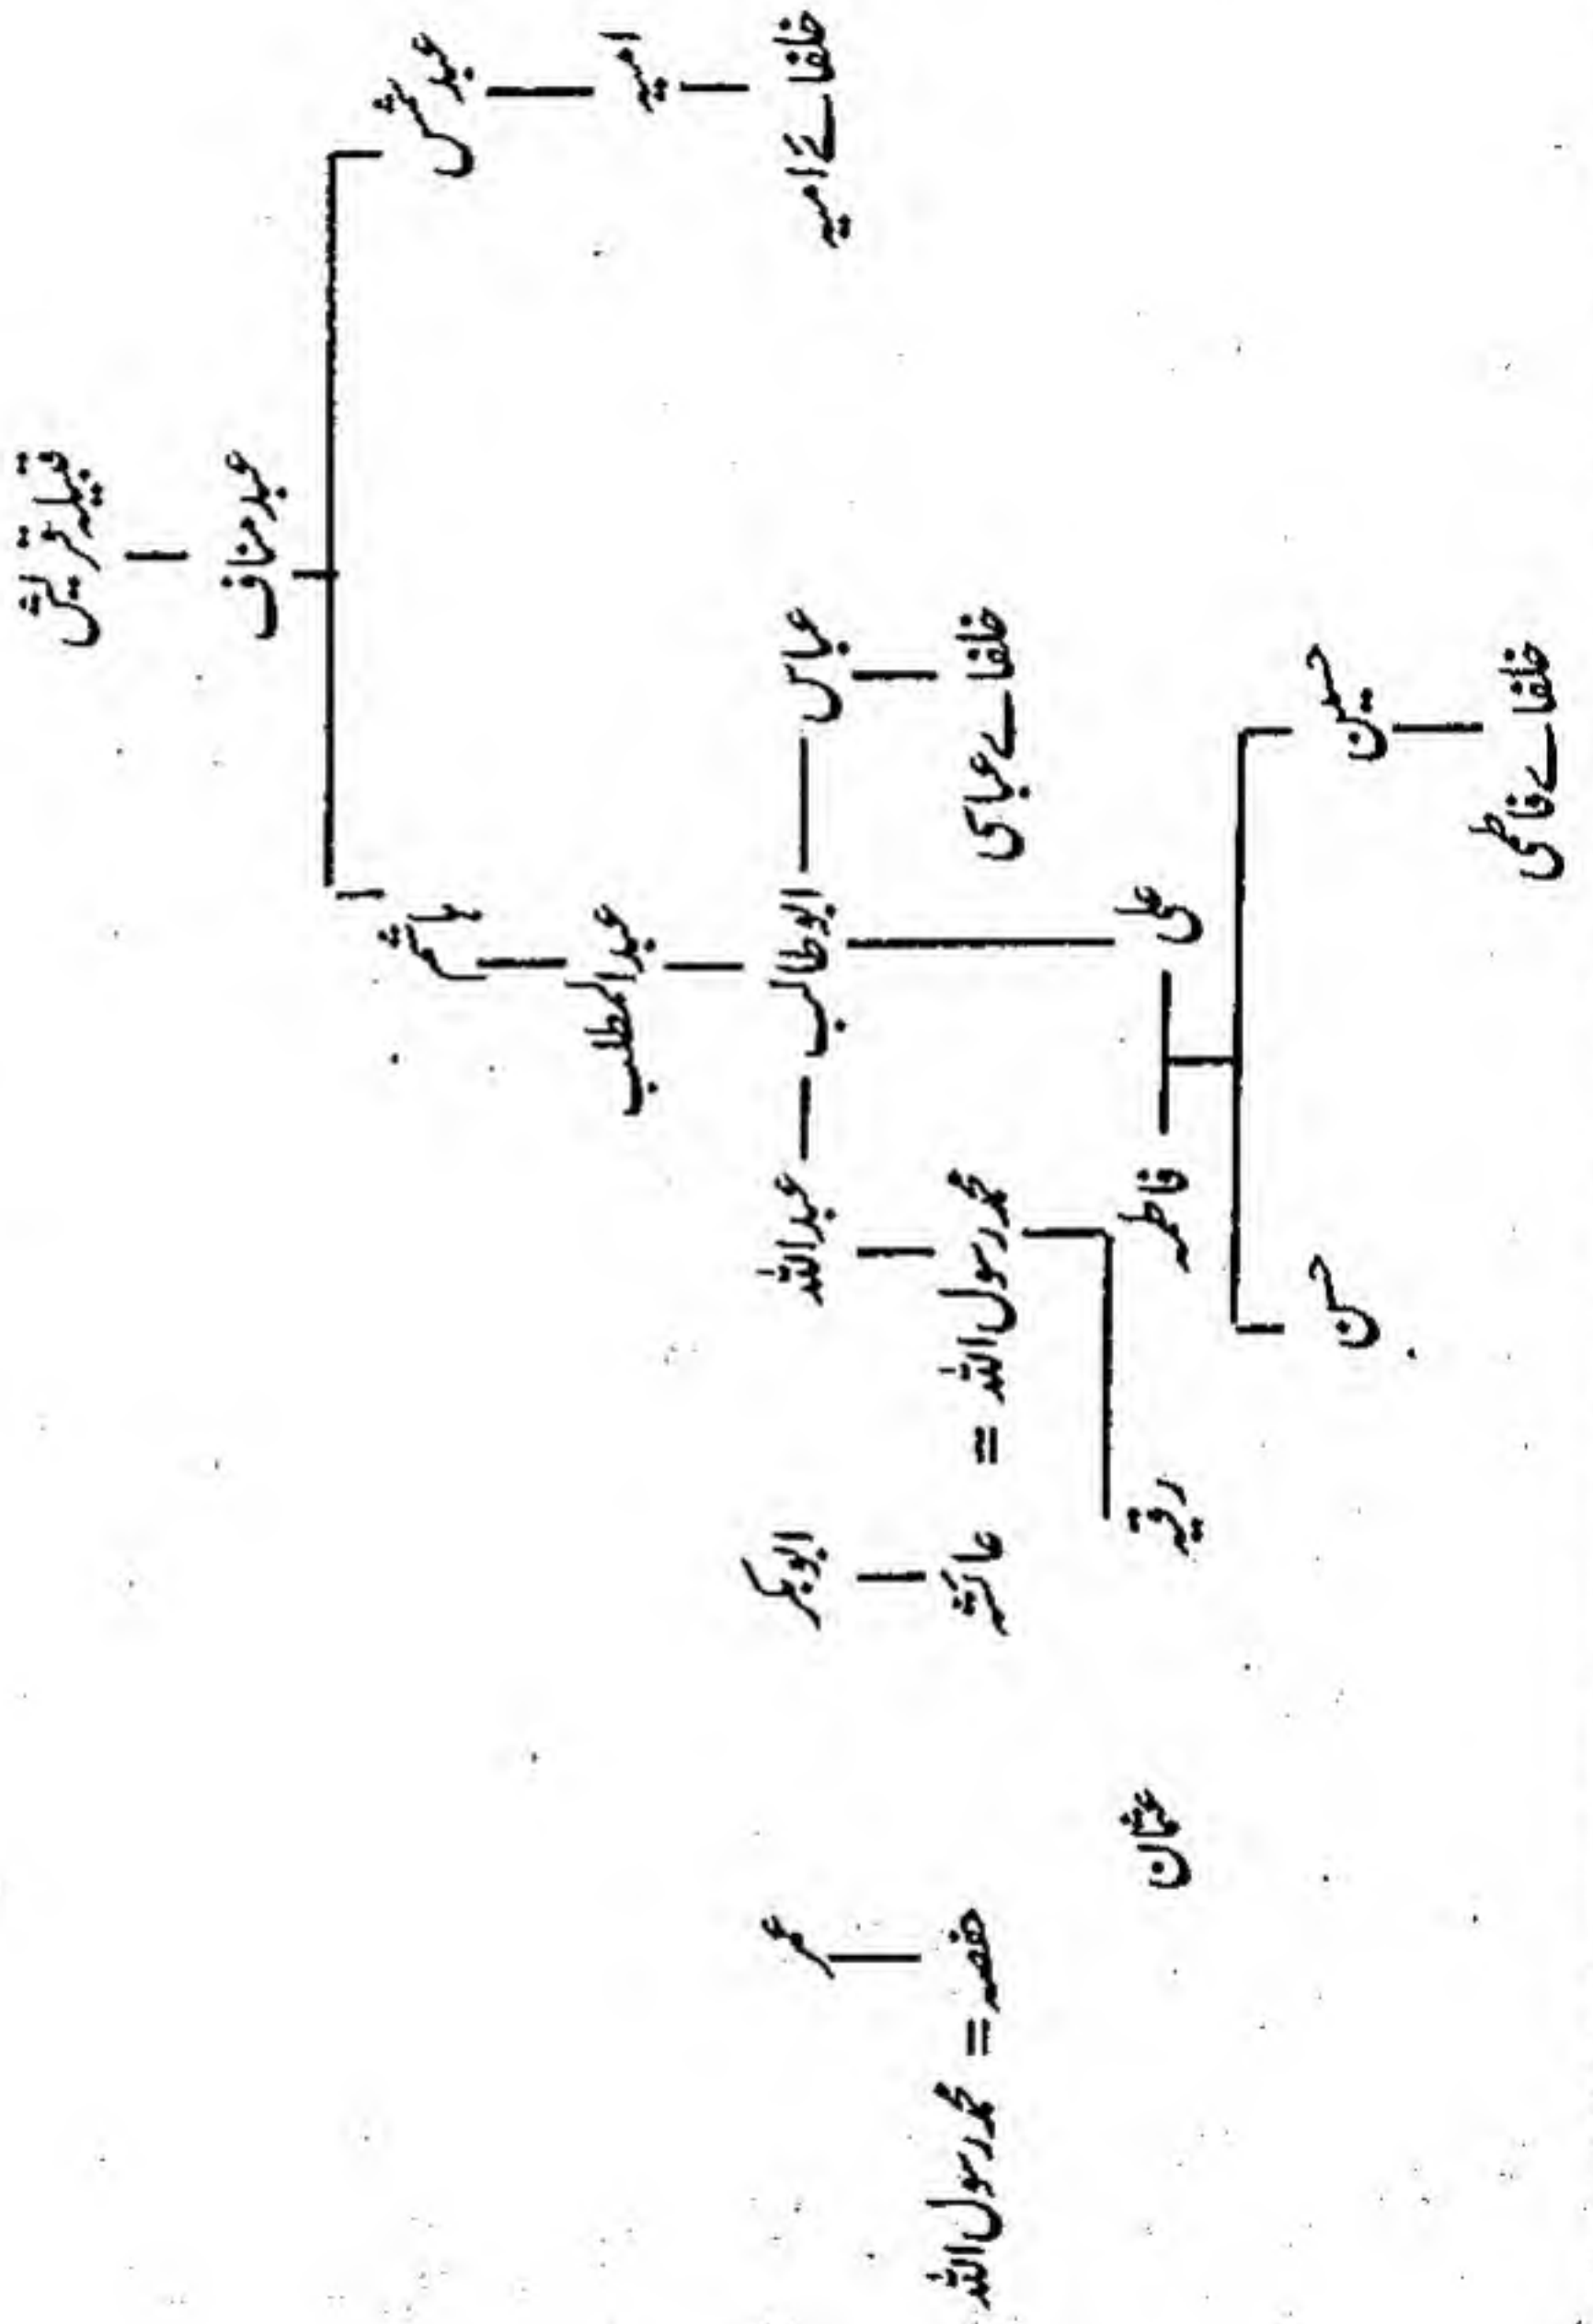 قبیلہ قریش
عبد مناف
ہاشم عبد شمس
عبدالمطلب امیہ
عمر ابوبکر عبداللہ ابوطالب عباس خلفائے امیہ
محمد رسول اللہ = حفصہ عائشہ = محمد رسول اللہ خلفائے عباسی
عثمان رقیہ فاطمہ علی
حسن حسین
خلفائے فاطمی